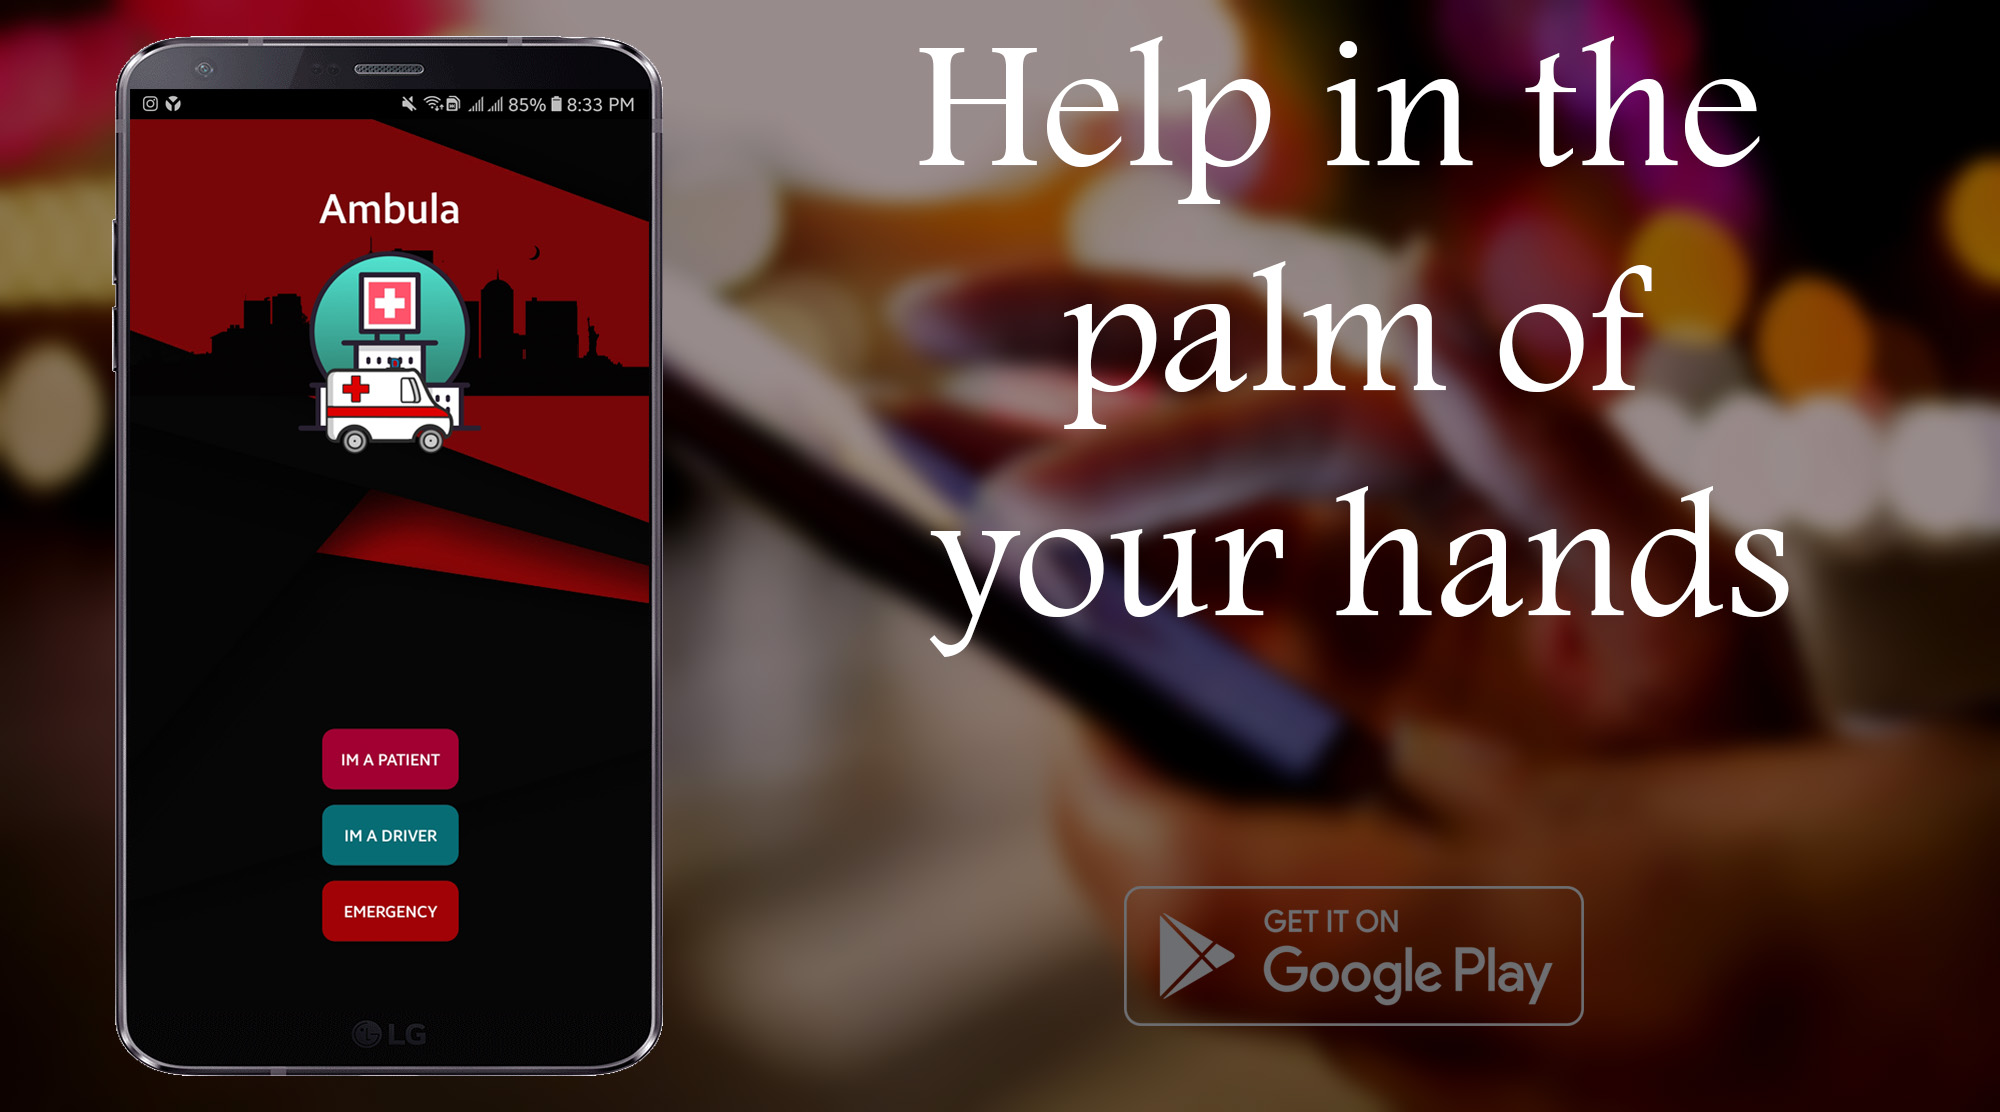 85% 8:33 PM
Ambula
IM A PATIENT
IM A DRIVER
EMERGENCY
LG
Help in the
palm of
your hands
GET IT ON
Google Play